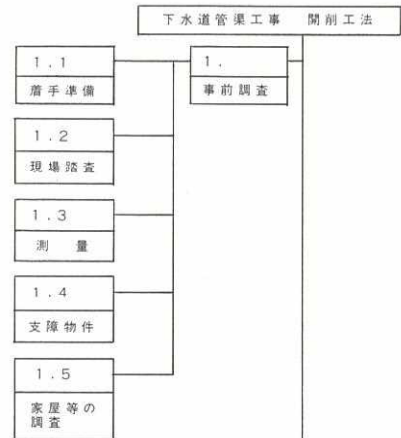 下水道管渠工事 開削工法
1.1
着手準備
1.
事前調査
1.2
現場踏査
1.3
測 量
1.4
支障物件
1.5
家屋等の
調査